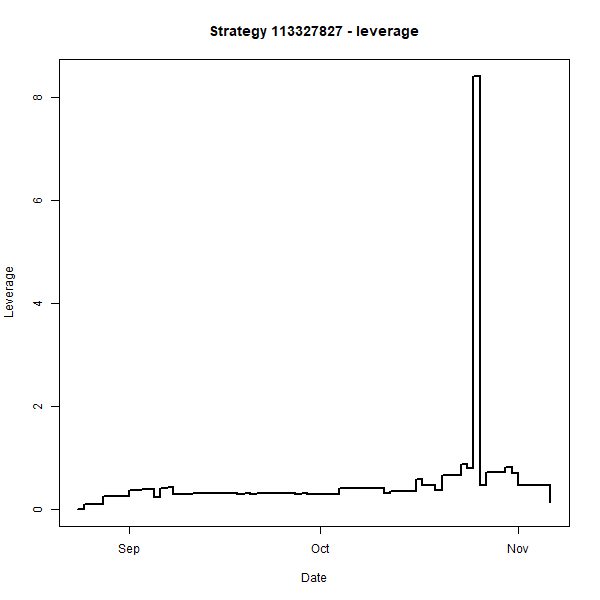 Strategy 113327827 - leverage
Leverage
8
6
4
2
0
Sep
Oct
Nov
Date